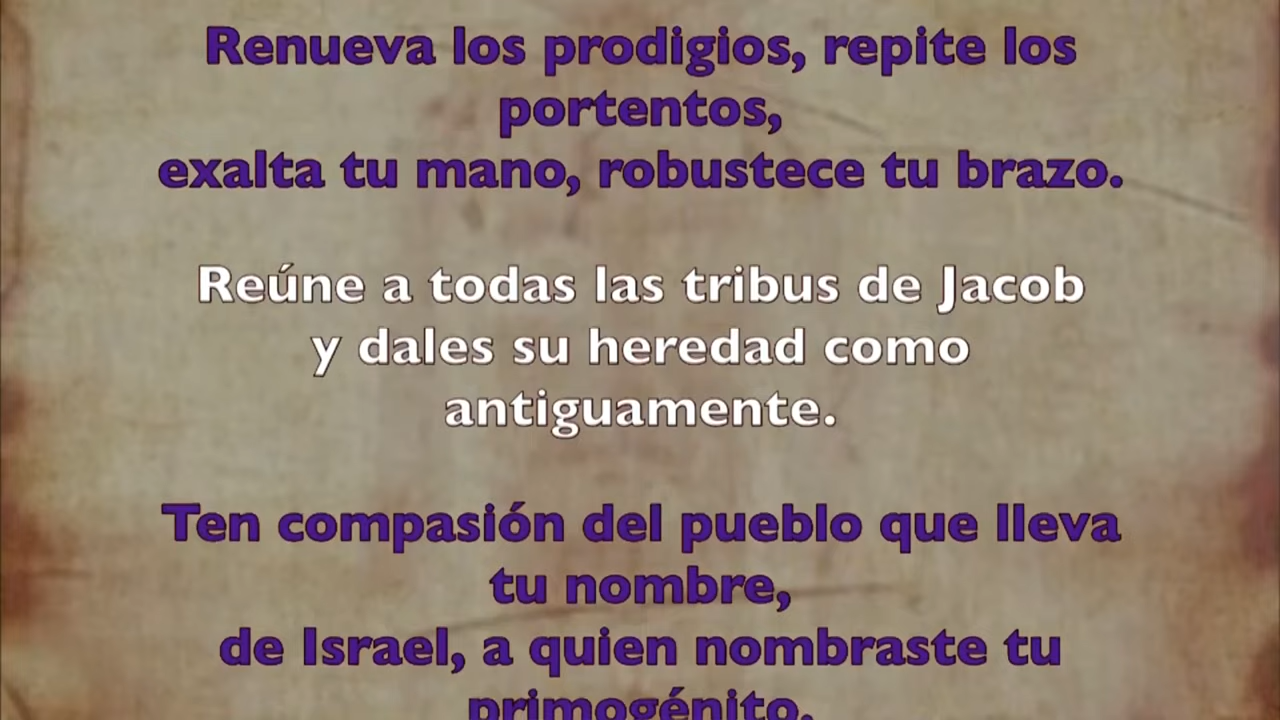 Renueva los prodigios, repite los
portentos,
exalta tu mano, robustece tu brazo.
Reúne a todas las tribus de Jacob
y dales su heredad como
antiguamente.
Ten compasión del pueblo que lleva
tu nombre,
de Israel, a quien nombraste tu
primogénito.